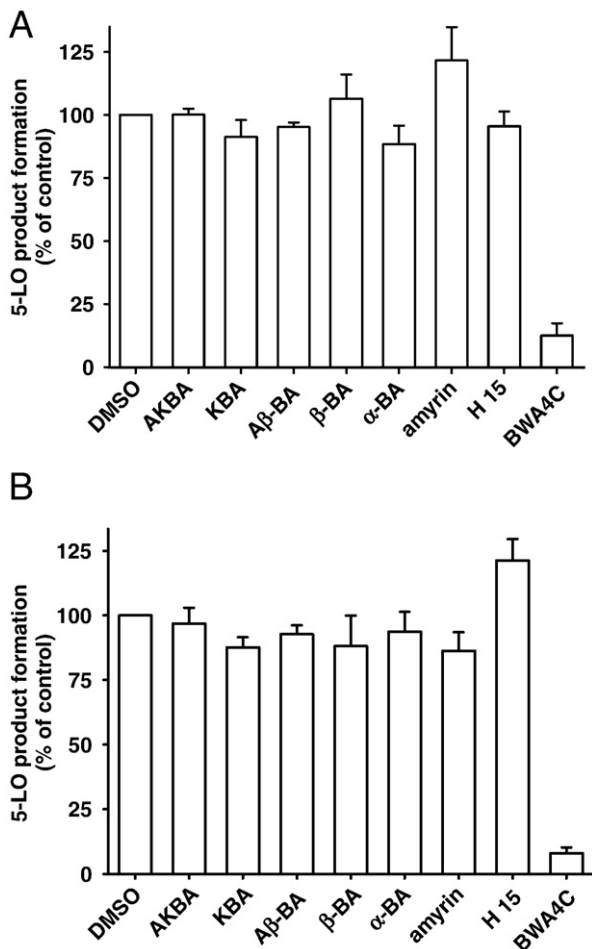 A
5-LO product formation
(% of control)
125
100
75
50
25
0
DMSO
AKBA
KBA
Aβ-BA
β-BA
α-BA
amyrin
H 15
BWA4C
B
5-LO product formation
(% of control)
125
100
75
50
25
0
DMSO
AKBA
KBA
Aβ-BA
β-BA
α-BA
amyrin
H 15
BWA4C